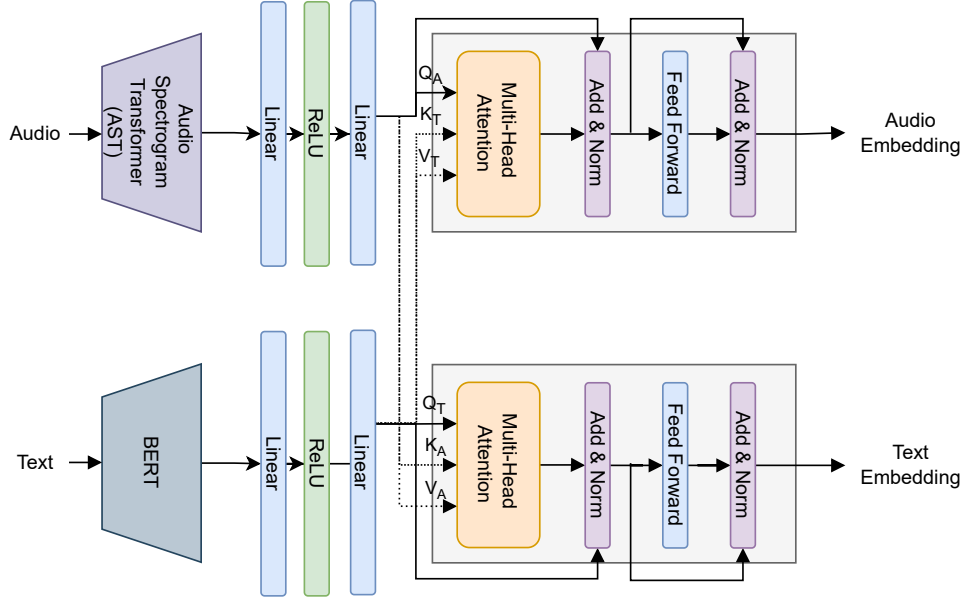 Audio
Audio
Spectrogram
Transformer
(AST)
Linear
ReLU
Linear
QA
KT
VT
Multi-Head
Attention
Add & Norm
Feed Forward
Add & Norm
Audio
Embedding
Text
BERT
Linear
ReLU
Linear
QT
KA
VA
Multi-Head
Attention
Add & Norm
Feed Forward
Add & Norm
Text
Embedding